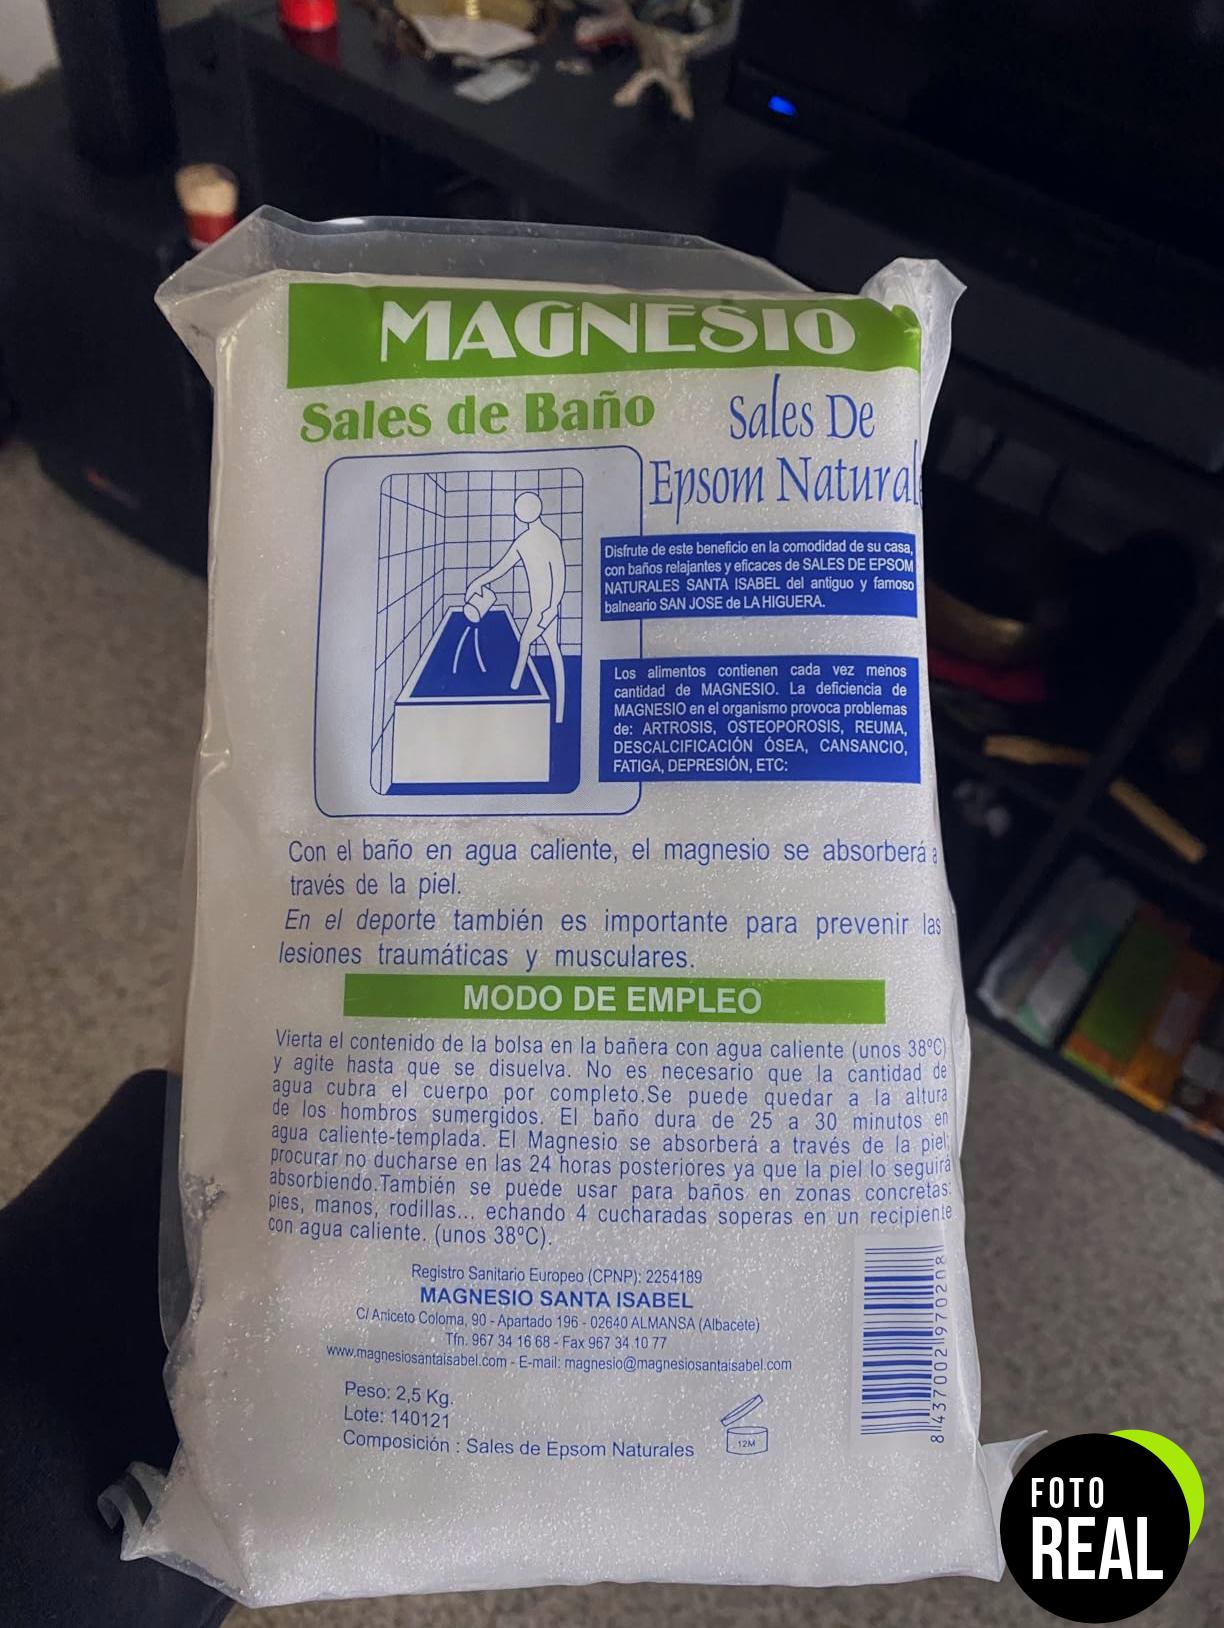 MAGNESIO
Sales de Baño
Sales De
Epsom Natural
Disfrute de este beneficio en la comodidad de su casa,
con baños relajantes y eficaces de SALES DE EPSOM
NATURALES SANTA ISABEL del antiguo y famoso
balneario SAN JOSE de LA HIGUERA.
Los alimentos contienen cada vez menos
cantidad de MAGNESIO. La deficiencia de
MAGNESIO en el organismo provoca problemas
de: ARTROSIS, OSTEOPOROSIS, REUMA,
DESCALCIFICACIÓN ÓSEA, CANSANCIO,
FATIGA, DEPRESIÓN, ETC:
Con el baño en agua caliente, el magnesio se absorberá a
través de la piel.
En el deporte también es importante para prevenir las
lesiones traumáticas y musculares.
MODO DE EMPLEO
Vierta el contenido de la bolsa en la bañera con agua caliente (unos 38ºC)
y agite hasta que se disuelva. No es necesario que la cantidad de
agua cubra el cuerpo por completo.Se puede quedar a la altura
de los hombros sumergidos. El baño dura de 25 a 30 minutos en
agua caliente-templada. El Magnesio se absorberá a través de la piel;
procurar no ducharse en las 24 horas posteriores ya que la piel lo seguirá
absorbiendo.También se puede usar para baños en zonas concretas:
pies, manos, rodillas... echando 4 cucharadas soperas en un recipiente
con agua caliente. (unos 38ºC).
Registro Sanitario Europeo (CPNP): 2254189
MAGNESIO SANTA ISABEL
C/ Aniceto Coloma, 90 - Apartado 196 - 02640 ALMANSA (Albacete)
Tfn. 967 34 16 68 - Fax 967 34 10 77
www.magnesiosantaisabel.com - E-mail: magnesio@magnesiosantaisabel.com
Peso: 2,5 Kg.
Lote: 140121
Composición : Sales de Epsom Naturales
12M
8 437002 970208
FOTO
REAL